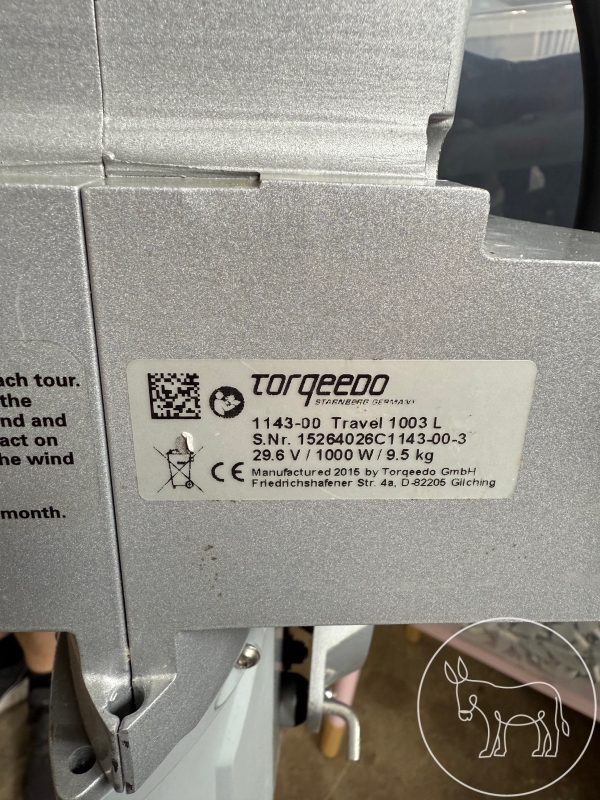 ach tour.
the
nd and
act on
he wind
month.
TORQEEDO
STARNBERG GERMANY
1143-00 Travel 1003 L
S.Nr. 15264026C1143-00-3
29.6 V / 1000 W / 9.5 kg
CE
Manufactured 2015 by Torqeedo GmbH
Friedrichshafener Str. 4a, D-82205 Gilching